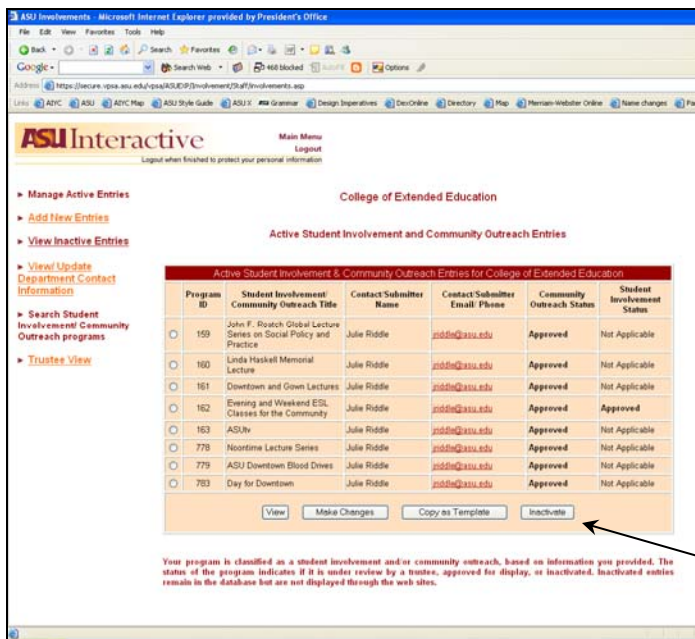 ASU Involvements - Microsoft Internet Explorer provided by President's Office
File Edit View Favorites Tools Help
Back Search Favorites
Google Search Web 468 blocked Options
Address https://secure.vpsa.asu.edu/vpsa/ASUEXP/Involvement/Staff/Involvements.asp
Links AIYC ASU AIYC Map ASU Style Guide ASU X Grammar Design Imperatives DexOnline Directory Map Merriam-Webster Online Name changes
ASU Interactive
Main Menu
Logout
Logout when finished to protect your personal information
Manage Active Entries
Add New Entries
View Inactive Entries
View/ Update
Department Contact
Information
Search Student
Involvement/ Community
Outreach programs
Trustee View
College of Extended Education
Active Student Involvement and Community Outreach Entries
Active Student Involvement & Community Outreach Entries for College of Extended Education
Program ID Student Involvement/ Community Outreach Title Contact/Submitter Name Contact/Submitter Email/ Phone Community Outreach Status Student Involvement Status
159 John F. Roatch Global Lecture Series on Social Policy and Practice Julie Riddle jriddle@asu.edu Approved Not Applicable
160 Linda Haskell Memorial Lecture Julie Riddle jriddle@asu.edu Approved Not Applicable
161 Downtown and Gown Lectures Julie Riddle jriddle@asu.edu Approved Not Applicable
162 Evening and Weekend ESL Classes for the Community Julie Riddle jriddle@asu.edu Approved Approved
163 ASUtv Julie Riddle jriddle@asu.edu Approved Not Applicable
778 Noontime Lecture Series Julie Riddle jriddle@asu.edu Approved Not Applicable
779 ASU Downtown Blood Drives Julie Riddle jriddle@asu.edu Approved Not Applicable
783 Day for Downtown Julie Riddle jriddle@asu.edu Approved Not Applicable
View Make Changes Copy as Template Inactivate
Your program is classified as a student involvement and/or community outreach, based on information you provided. The
status of the program indicates if it is under review by a trustee, approved for display, or inactivated. Inactivated entries
remain in the database but are not displayed through the web sites.